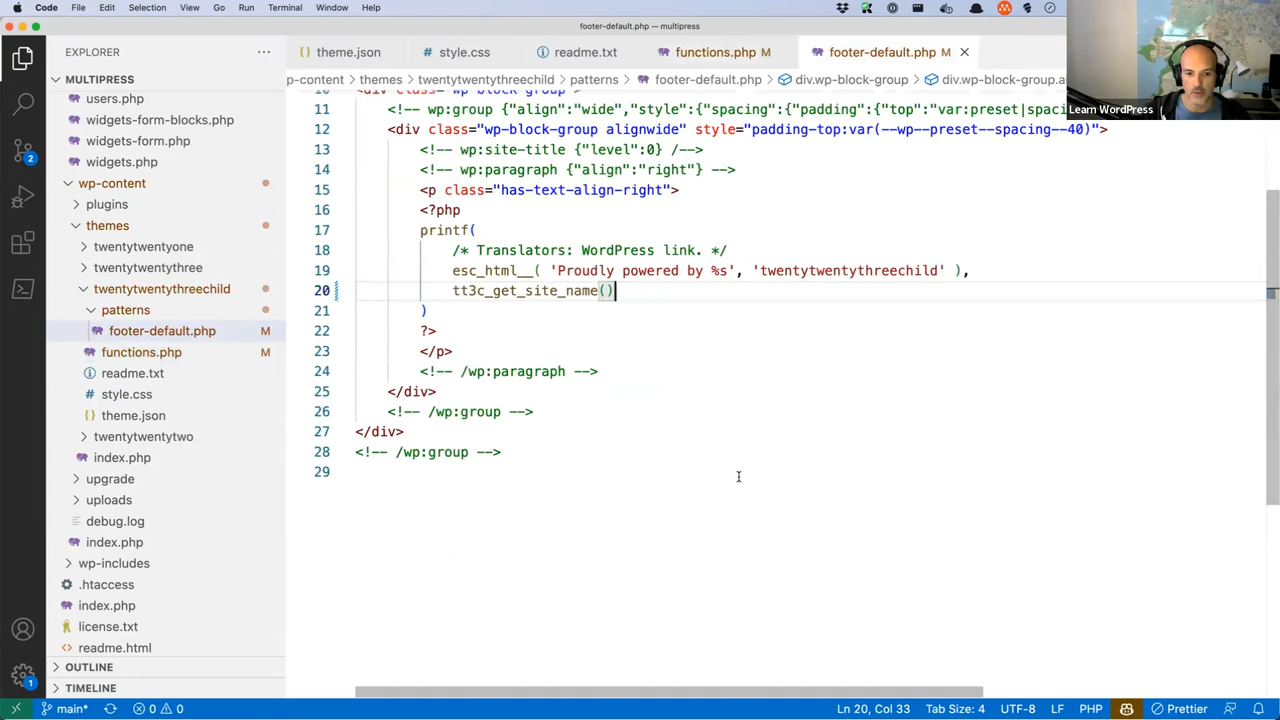 Code File Edit Selection View Go Run Terminal Window Help
footer-default.php — multipress
EXPLORER
theme.json
style.css
readme.txt
functions.php M
footer-default.php M
p-content > themes > twentytwentythreechild > patterns > footer-default.php > div.wp-block-group > div.wp-block-group.a
Learn WordPress
MULTIPRESS
users.php
widgets-form-blocks.php
widgets-form.php
widgets.php
wp-content
plugins
themes
twentytwentyone
twentytwentythree
twentytwentythreechild
patterns
footer-default.php M
functions.php M
readme.txt
style.css
theme.json
twentytwentytwo
index.php
upgrade
uploads
debug.log
index.php
wp-includes
.htaccess
index.php
license.txt
readme.html
OUTLINE
TIMELINE
10 <div class="wp-block-group">
11 <!-- wp:group {"align":"wide","style":{"spacing":{"padding":{"top":"var:preset|spaci
12 <div class="wp-block-group alignwide" style="padding-top:var(--wp--preset--spacing--40)">
13 <!-- wp:site-title {"level":0} /-->
14 <!-- wp:paragraph {"align":"right"} -->
15 <p class="has-text-align-right">
16 <?php
17 printf(
18 /* Translators: WordPress link. */
19 esc_html__( 'Proudly powered by %s', 'twentytwentythreechild' ),
20 tt3c_get_site_name()
21 )
22 ?>
23 </p>
24 <!-- /wp:paragraph -->
25 </div>
26 <!-- /wp:group -->
27 </div>
28 <!-- /wp:group -->
29
2
1
main* 0 0 Ln 20, Col 33 Tab Size: 4 UTF-8 LF PHP Prettier